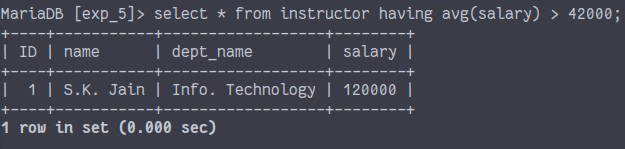 MariaDB [exp_5]> select * from instructor having avg(salary) > 42000;
+----+-----------+------------------+--------+
| ID | name      | dept_name        | salary |
+----+-----------+------------------+--------+
|  1 | S.K. Jain | Info. Technology | 120000 |
+----+-----------+------------------+--------+
1 row in set (0.000 sec)